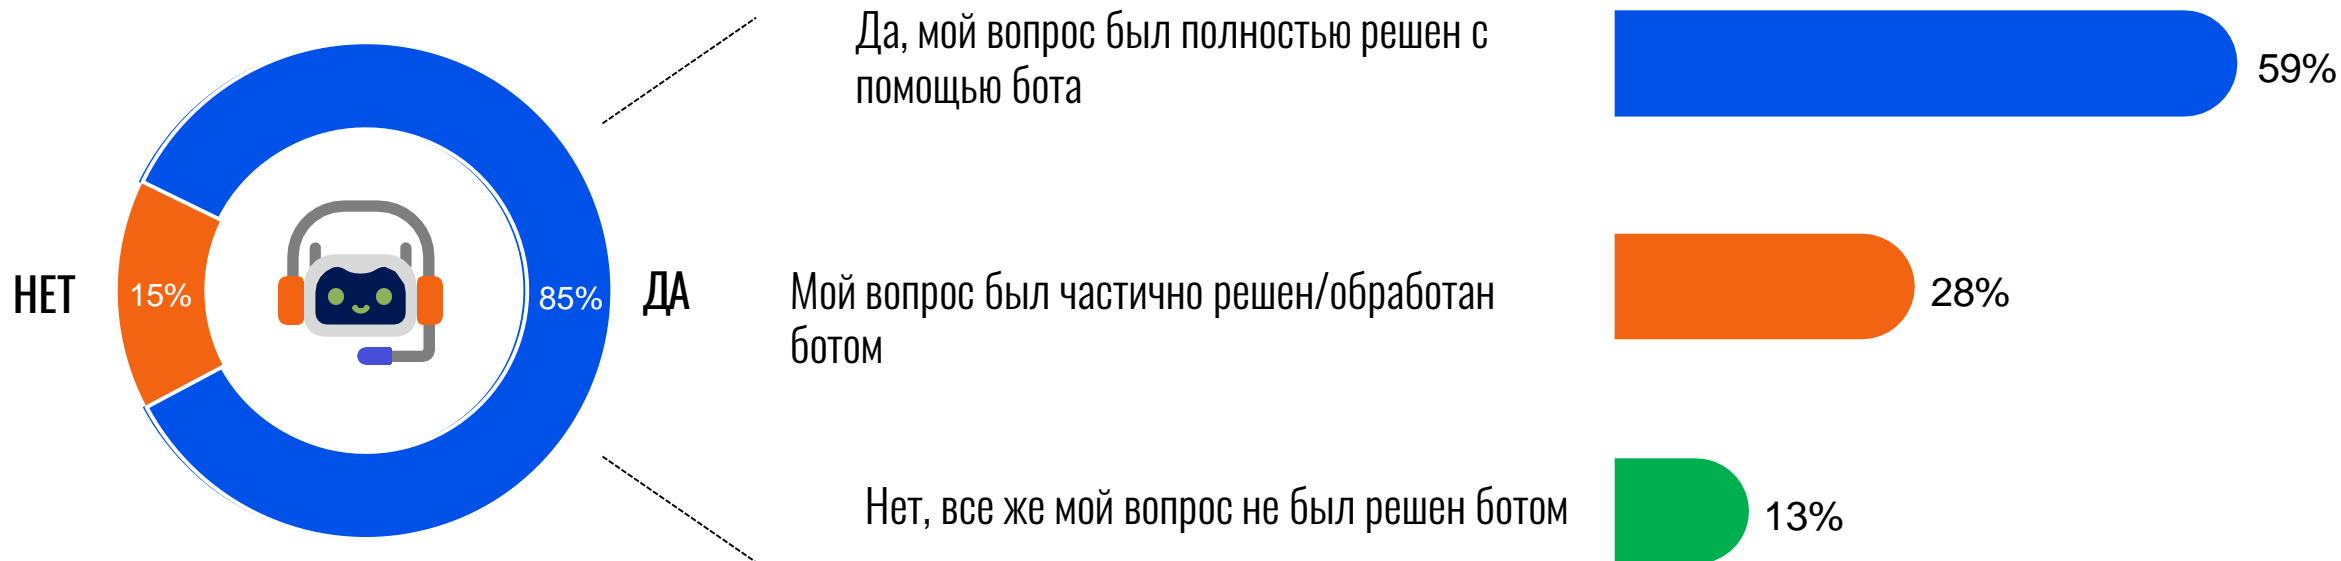 НЕТ
15%
85%
ДА
Да, мой вопрос был полностью решен с
помощью бота
59%
Мой вопрос был частично решен/обработан
ботом
28%
Нет, все же мой вопрос не был решен ботом
13%